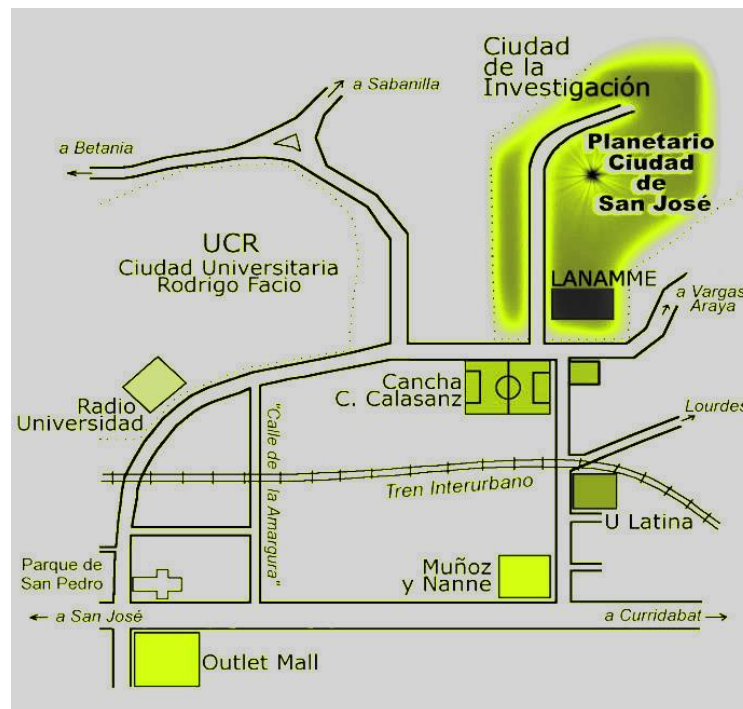 Ciudad
de la
Investigación
a Sabanilla
a Betania
Planetario
Ciudad
de
San José
UCR
Ciudad Universitaria
Rodrigo Facio
LANAMME
a Vargas
Araya
Radio
Universidad
Cancha
C. Calasanz
Lourdes
"Calle de la Amargura"
Tren Interurbano
U Latina
Parque de
San Pedro
Muñoz
y Nanne
a San José
a Curridabat
Outlet Mall